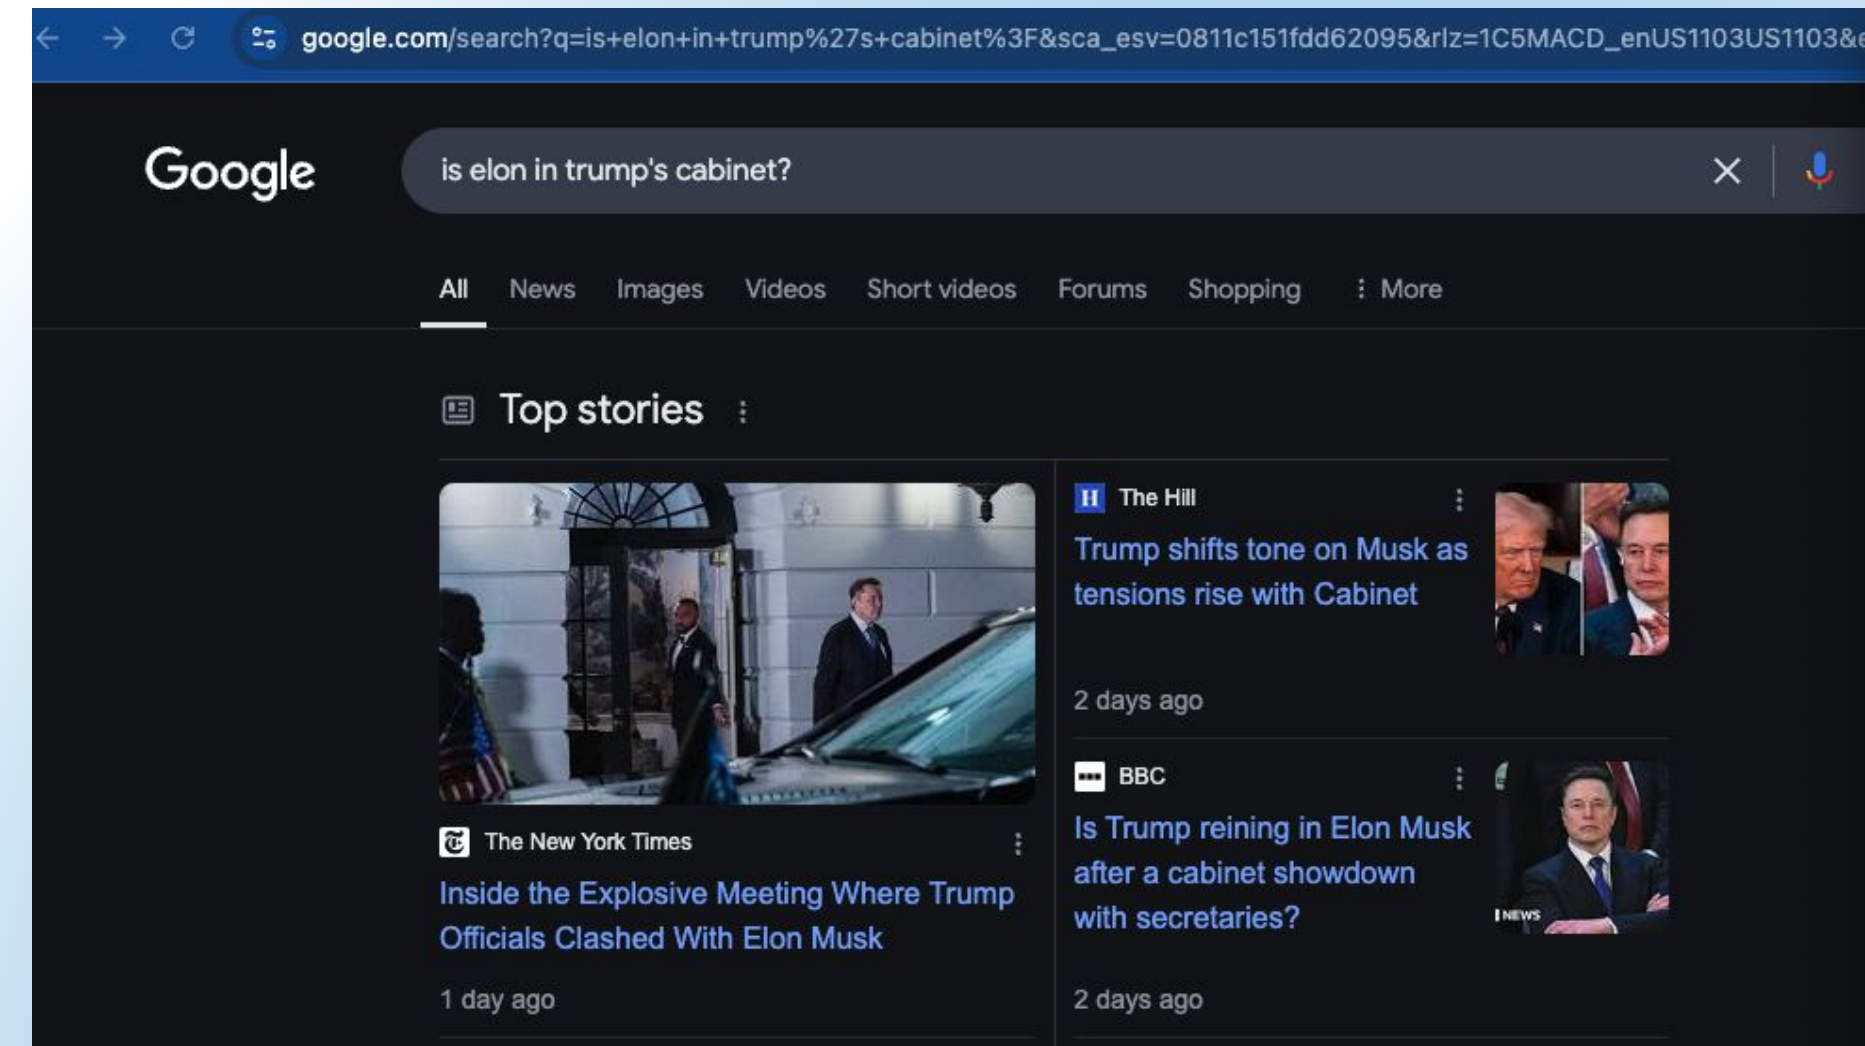 google.com/search?q=is+elon+in+trump%27s+cabinet%3F&sca_esv=0811c151fdd62095&rlz=1C5MACD_enUS1103US1103&e
Google
is elon in trump's cabinet?
All News Images Videos Short videos Forums Shopping More
Top stories
The New York Times
Inside the Explosive Meeting Where Trump
Officials Clashed With Elon Musk
1 day ago
The Hill
Trump shifts tone on Musk as
tensions rise with Cabinet
2 days ago
BBC
Is Trump reining in Elon Musk
after a cabinet showdown
with secretaries?
NEWS
2 days ago